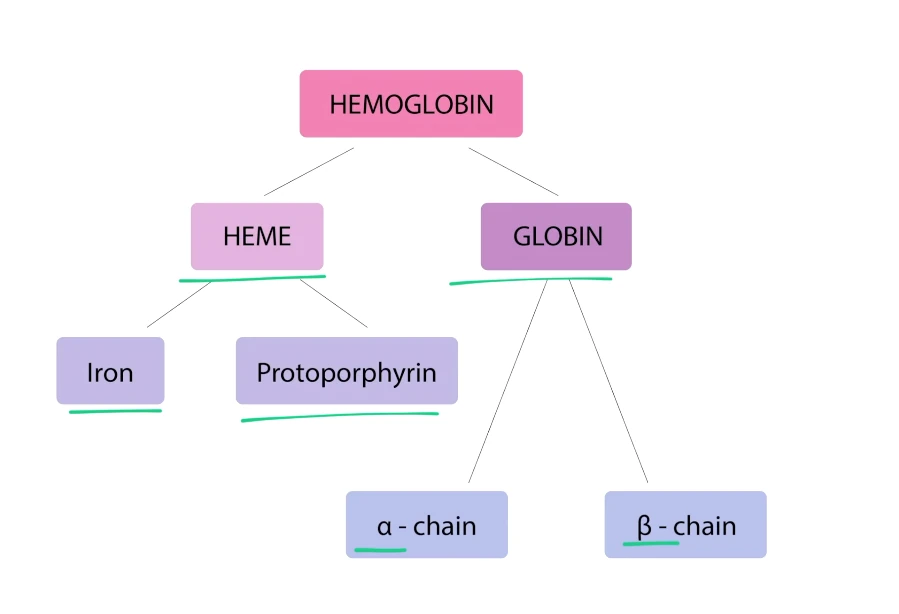 HEMOGLOBIN
HEME
GLOBIN
Iron
Protoporphyrin
α - chain
β - chain